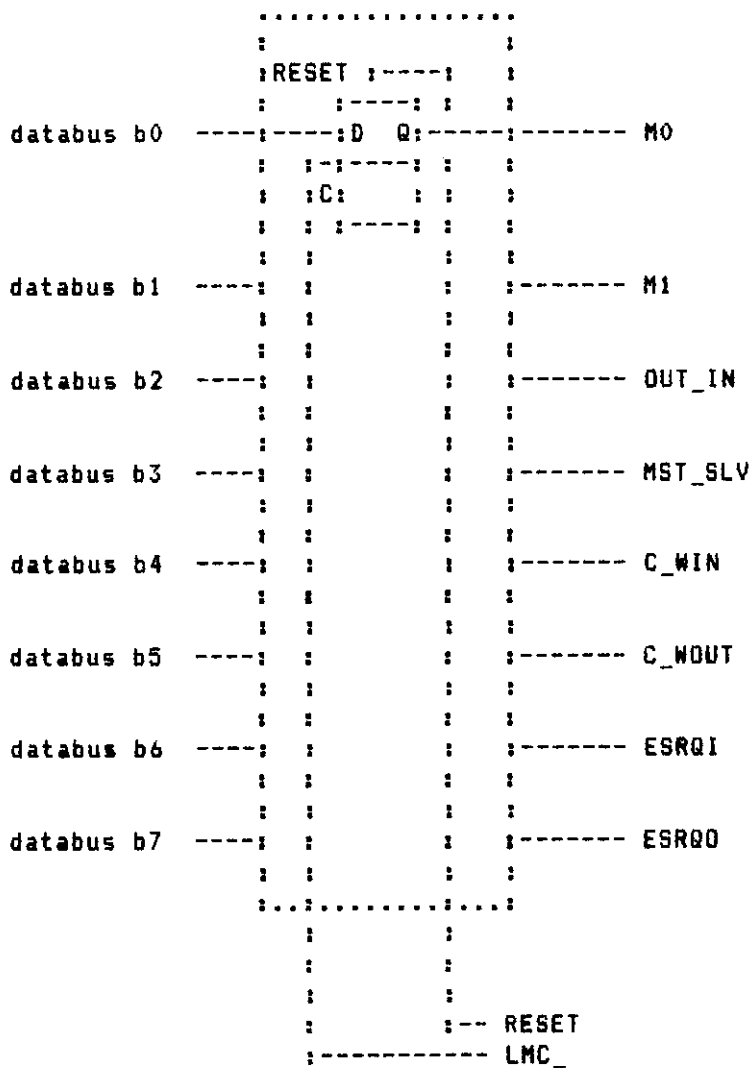 RESET
databus b0 D Q M0
C
databus b1 M1
databus b2 OUT_IN
databus b3 MST_SLV
databus b4 C_WIN
databus b5 C_WOUT
databus b6 ESRQI
databus b7 ESRQO
RESET
LMC_